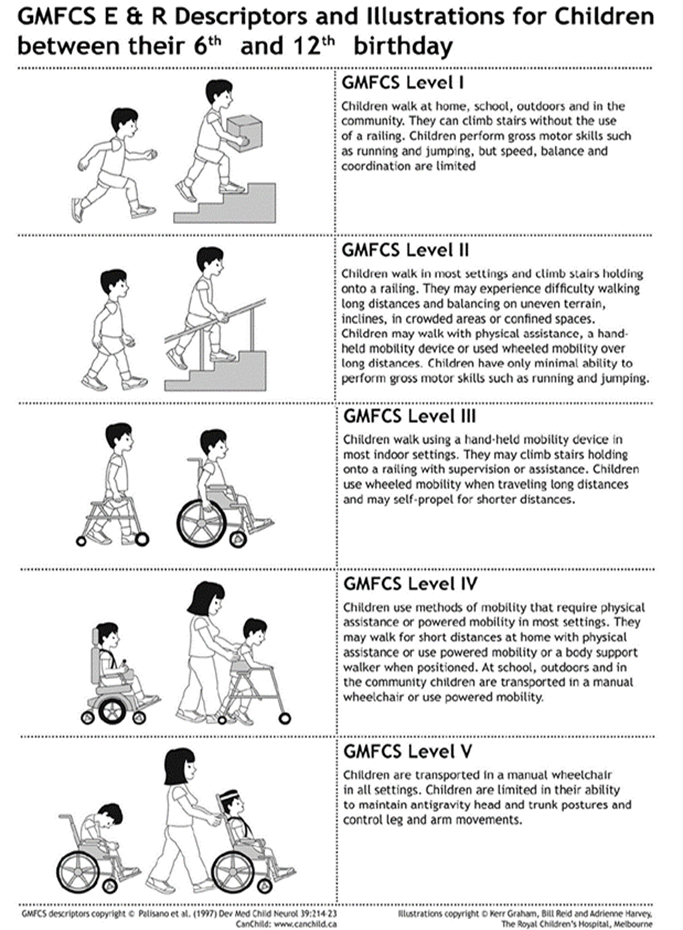 GMFCS E & R Descriptors and Illustrations for Children
between their 6th and 12th birthday
GMFCS Level I
Children walk at home, school, outdoors and in the
community. They can climb stairs without the use
of a railing. Children perform gross motor skills such
as running and jumping, but speed, balance and
coordination are limited
GMFCS Level II
Children walk in most settings and climb stairs holding
onto a railing. They may experience difficulty walking
long distances and balancing on uneven terrain,
inclines, in crowded areas or confined spaces.
Children may walk with physical assistance, a hand-
held mobility device or used wheeled mobility over
long distances. Children have only minimal ability to
perform gross motor skills such as running and jumping.
GMFCS Level III
Children walk using a hand-held mobility device in
most indoor settings. They may climb stairs holding
onto a railing with supervision or assistance. Children
use wheeled mobility when traveling long distances
and may self-propel for shorter distances.
GMFCS Level IV
Children use methods of mobility that require physical
assistance or powered mobility in most settings. They
may walk for short distances at home with physical
assistance or use powered mobility or a body support
walker when positioned. At school, outdoors and in
the community children are transported in a manual
wheelchair or use powered mobility.
GMFCS Level V
Children are transported in a manual wheelchair
in all settings. Children are limited in their ability
to maintain antigravity head and trunk postures and
control leg and arm movements.
GMFCS descriptors copyright © Palisano et al. (1997) Dev Med Child Neurol 39:214-23
CanChild: www.canchild.ca
Illustrations copyright © Kerr Graham, Bill Reid and Adrienne Harvey,
The Royal Children's Hospital, Melbourne